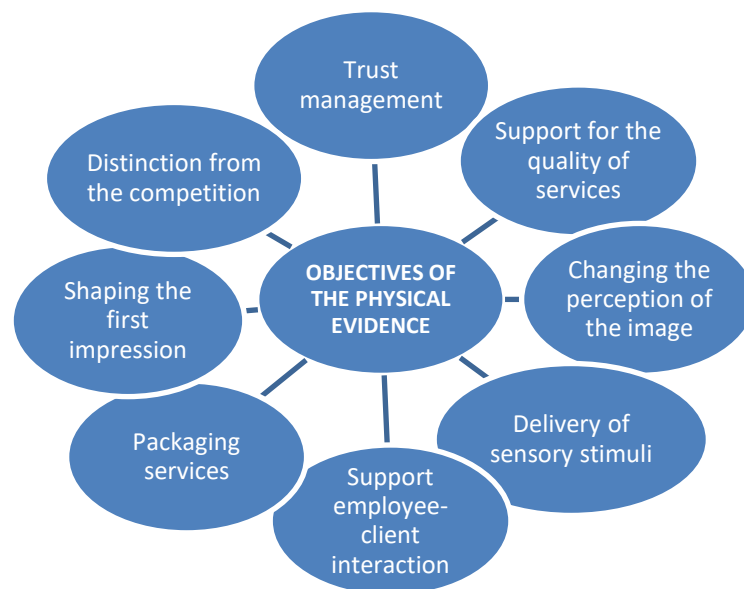 Trust
management
Support for the
quality of
services
Changing the
perception of
the image
Delivery of
sensory stimuli
Support
employee-
client
interaction
Packaging
services
Shaping the
first
impression
Distinction from
the competition
OBJECTIVES OF
THE PHYSICAL
EVIDENCE